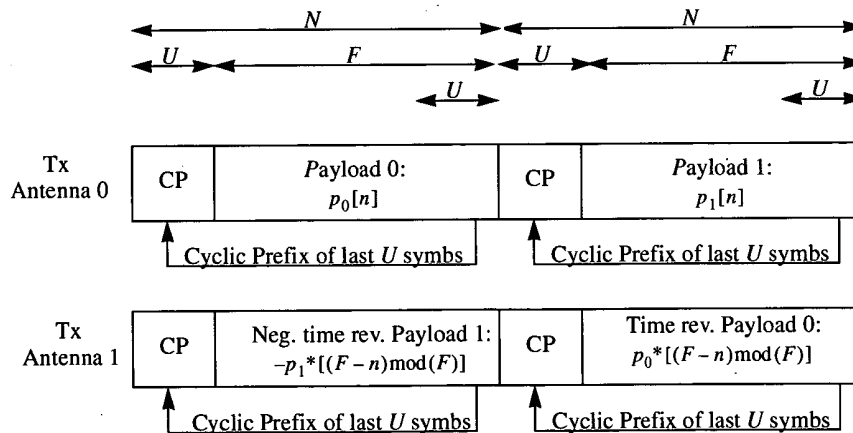 N N
U F U F
U U
Tx
Antenna 0
CP
Payload 0:
p₀[n]
CP
Payload 1:
p₁[n]
Cyclic Prefix of last U symbs
Cyclic Prefix of last U symbs
Tx
Antenna 1
CP
Neg. time rev. Payload 1:
−p₁*[(F − n)mod(F)]
CP
Time rev. Payload 0:
p₀*[(F − n)mod(F)]
Cyclic Prefix of last U symbs
Cyclic Prefix of last U symbs